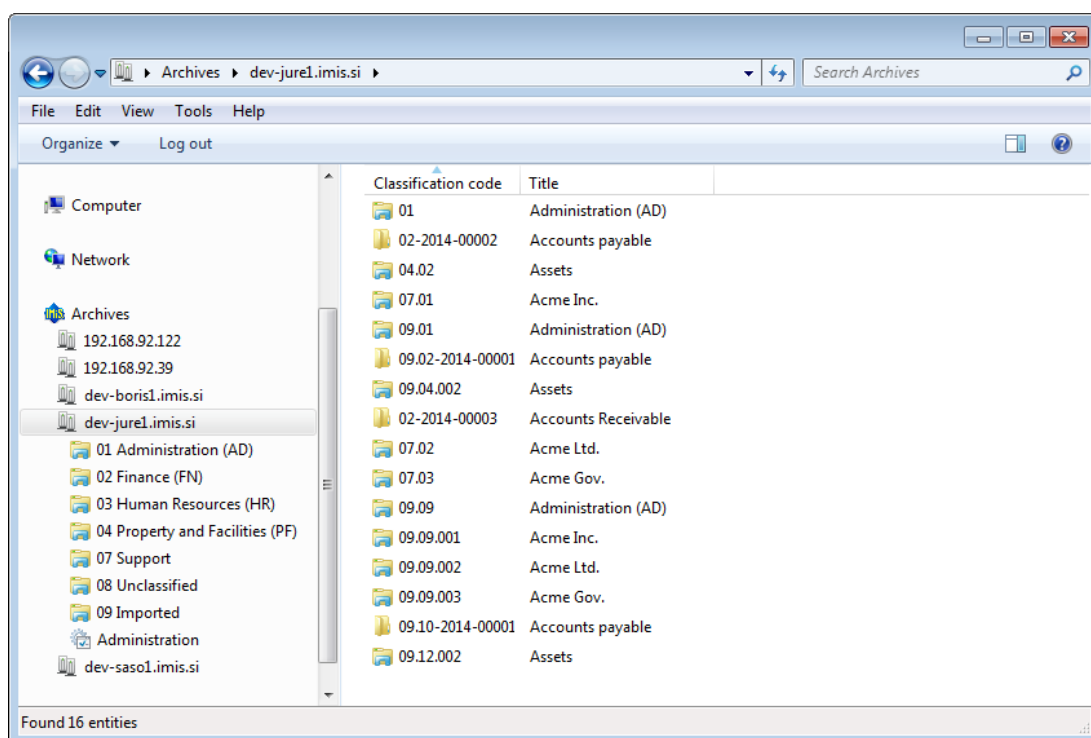 Archives dev-jure1.imis.si
Search Archives
File Edit View Tools Help
Organize Log out
Computer
Network
Archives
192.168.92.122
192.168.92.39
dev-boris1.imis.si
dev-jure1.imis.si
01 Administration (AD)
02 Finance (FN)
03 Human Resources (HR)
04 Property and Facilities (PF)
07 Support
08 Unclassified
09 Imported
Administration
dev-saso1.imis.si
Classification code Title
01 Administration (AD)
02-2014-00002 Accounts payable
04.02 Assets
07.01 Acme Inc.
09.01 Administration (AD)
09.02-2014-00001 Accounts payable
09.04.002 Assets
02-2014-00003 Accounts Receivable
07.02 Acme Ltd.
07.03 Acme Gov.
09.09 Administration (AD)
09.09.001 Acme Inc.
09.09.002 Acme Ltd.
09.09.003 Acme Gov.
09.10-2014-00001 Accounts payable
09.12.002 Assets
Found 16 entities